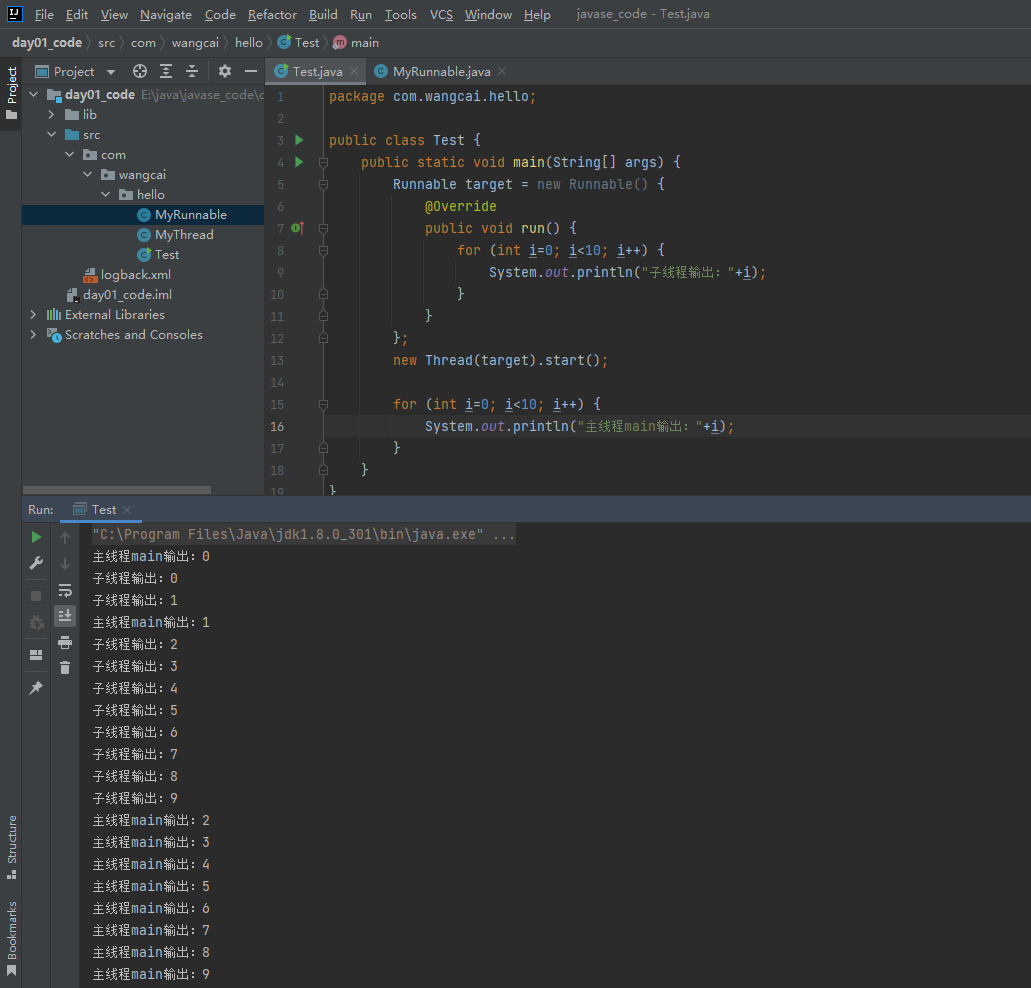 File Edit View Navigate Code Refactor Build Run Tools VCS Window Help javase_code - Test.java
day01_code src com wangcai hello Test main
Project
Project
day01_code E:\java\javase_code\
lib
src
com
wangcai
hello
MyRunnable
MyThread
Test
logback.xml
day01_code.iml
External Libraries
Scratches and Consoles
Test.java MyRunnable.java
1 package com.wangcai.hello;
2
3 public class Test {
4 public static void main(String[] args) {
5 Runnable target = new Runnable() {
6 @Override
7 public void run() {
8 for (int i=0; i<10; i++) {
9 System.out.println("子线程输出："+i);
10 }
11 }
12 };
13 new Thread(target).start();
14
15 for (int i=0; i<10; i++) {
16 System.out.println("主线程main输出："+i);
17 }
18 }
19 }
Run: Test
"C:\Program Files\Java\jdk1.8.0_301\bin\java.exe" ...
主线程main输出：0
子线程输出：0
子线程输出：1
主线程main输出：1
子线程输出：2
子线程输出：3
子线程输出：4
子线程输出：5
子线程输出：6
子线程输出：7
子线程输出：8
子线程输出：9
主线程main输出：2
主线程main输出：3
主线程main输出：4
主线程main输出：5
主线程main输出：6
主线程main输出：7
主线程main输出：8
主线程main输出：9
Structure
Bookmarks